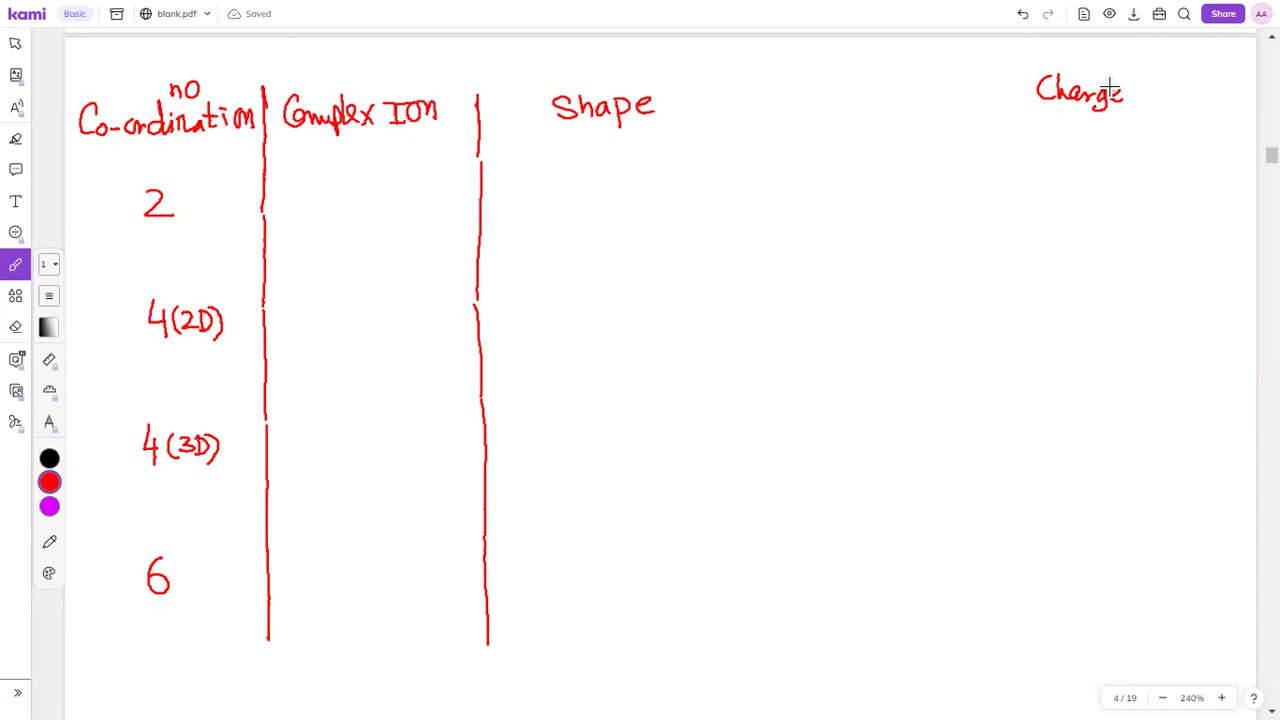 kami Basic blank.pdf Saved Share AA
no
Co-ordination Complex ION Shape Charge
2
4(2D)
4(3D)
6
1
T
A
4 / 19 240% ?